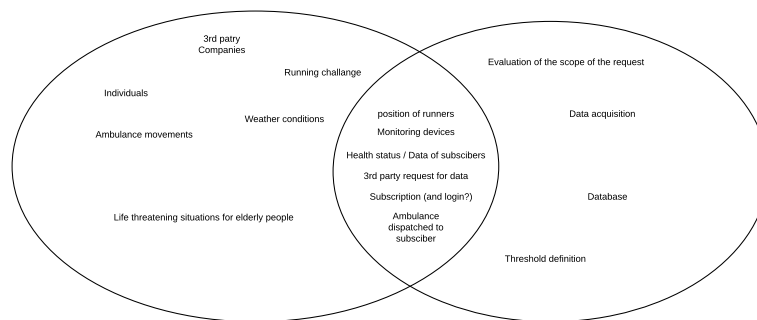 3rd patry
Companies
Running challange
Individuals
Weather conditions
Ambulance movements
Life threatening situations for elderly people
position of runners
Monitoring devices
Health status / Data of subscibers
3rd party request for data
Subscription (and login?)
Ambulance
dispatched to
subsciber
Evaluation of the scope of the request
Data acquisition
Database
Threshold definition